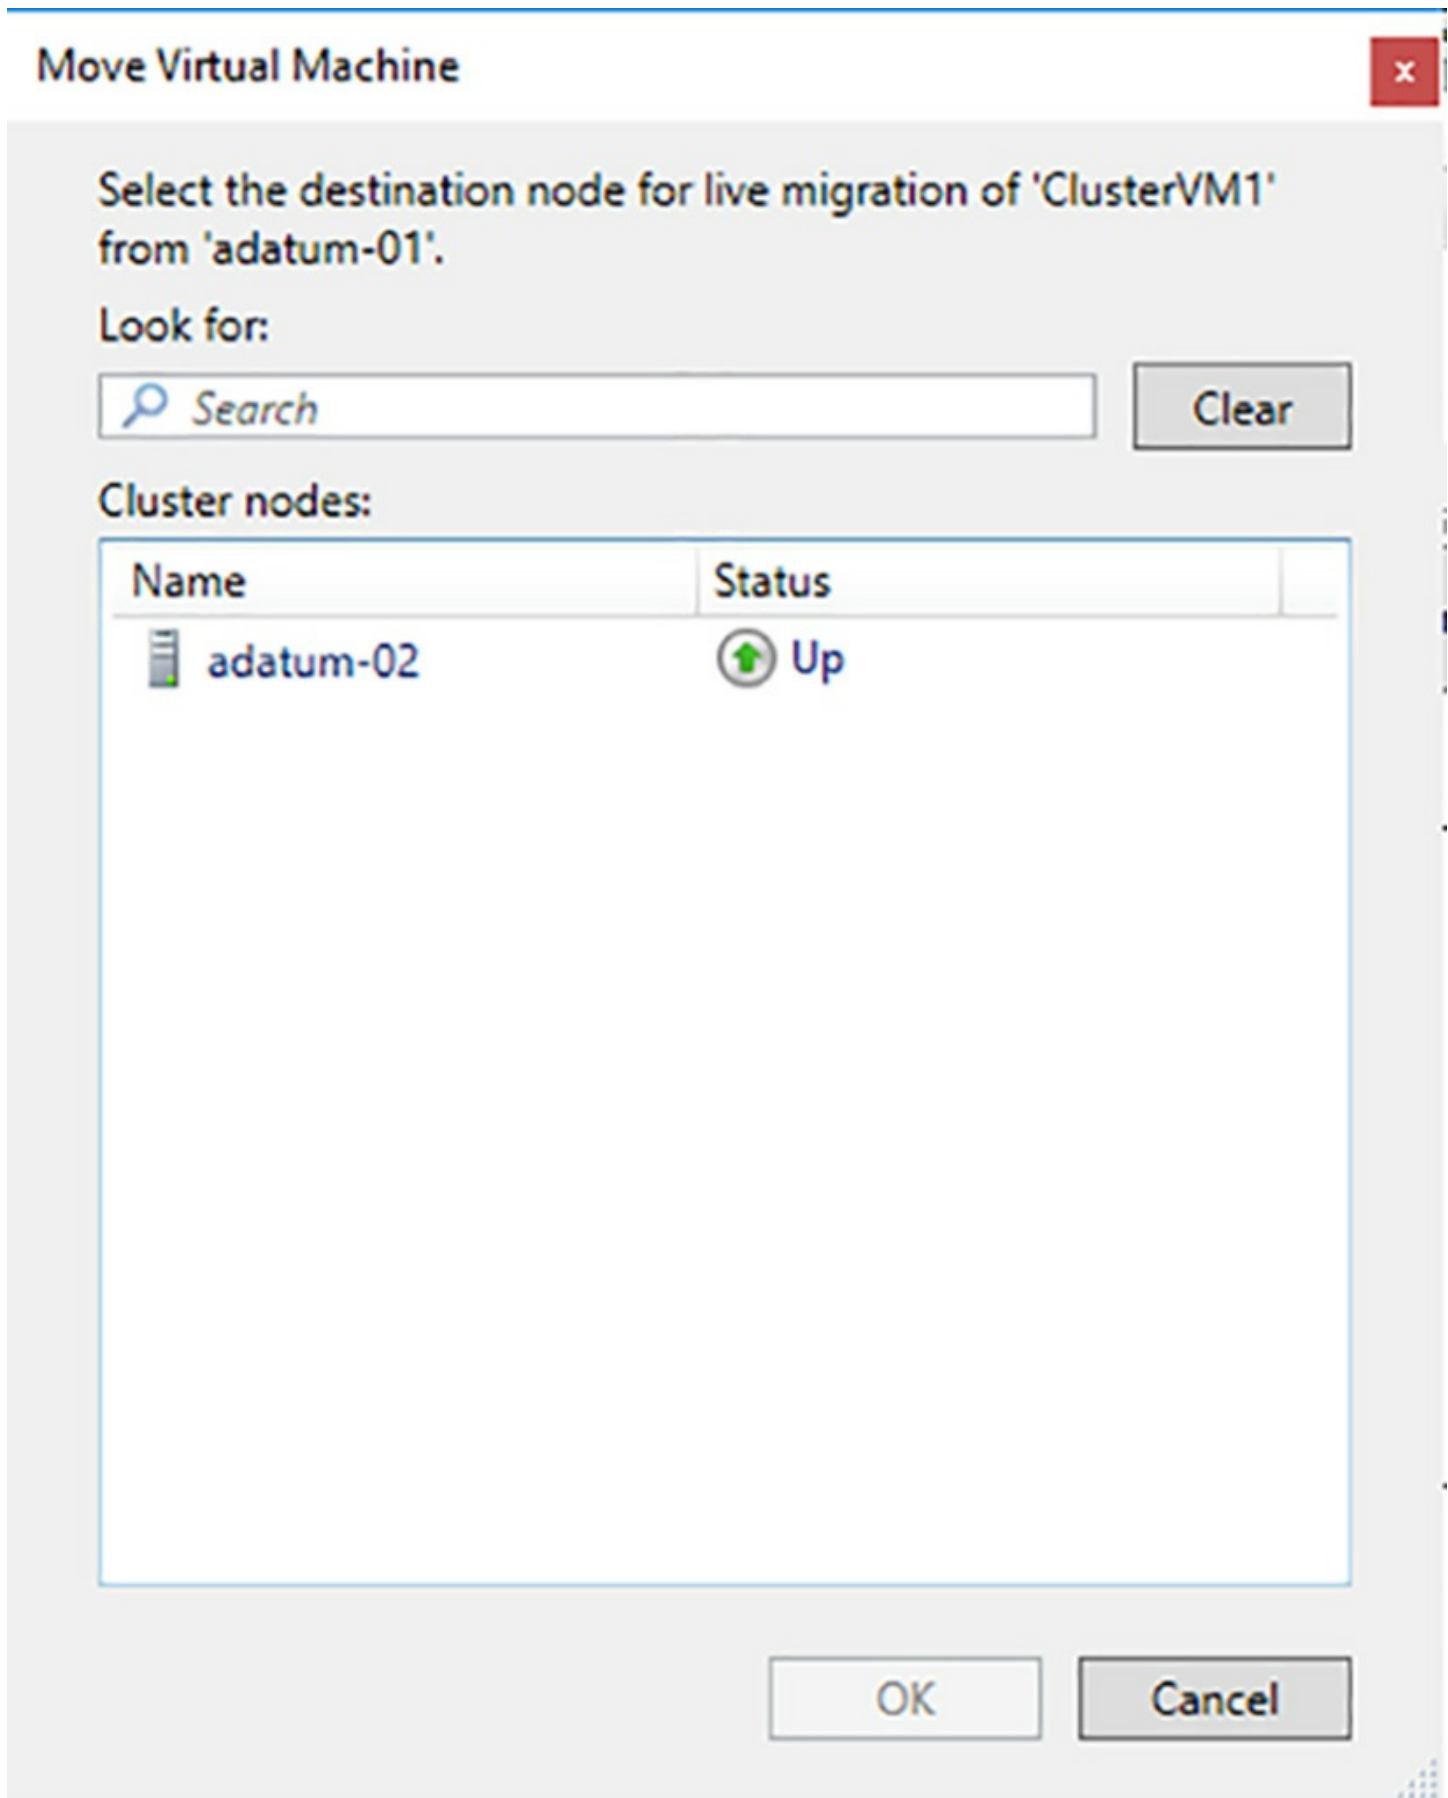 Move Virtual Machine
x
Select the destination node for live migration of 'ClusterVM1'
from 'adatum-01'.
Look for:
Search
Clear
Cluster nodes:
Name Status
adatum-02 Up
OK Cancel